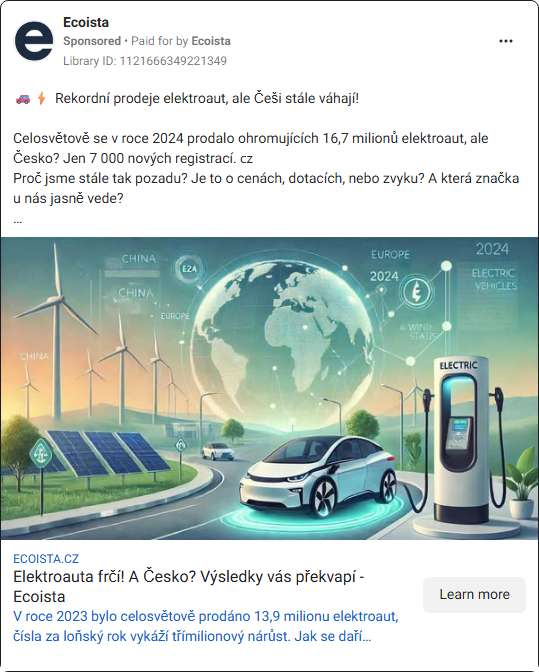 Ecoista
Sponsored • Paid for by Ecoista
Library ID: 1121666349221349
🚗⚡ Rekordní prodeje elektroaut, ale Češi stále váhají!
Celosvětově se v roce 2024 prodalo ohromujících 16,7 milionů elektroaut, ale
Česko? Jen 7 000 nových registrací. cz
Proč jsme stále tak pozadu? Je to o cenách, dotacích, nebo zvyku? A která značka
u nás jasně vede?
...
CHINA
CHINA
EUROPE
CHINA
EUROPE
2024
2024
ELECTRIC
VEHICLES
ELECTRIC
ECOISTA.CZ
Elektroauta frčí! A Česko? Výsledky vás překvapí -
Ecoista
V roce 2023 bylo celosvětově prodáno 13,9 milionu elektroaut,
čísla za loňský rok vykáží třímilionový nárůst. Jak se daří…
Learn more